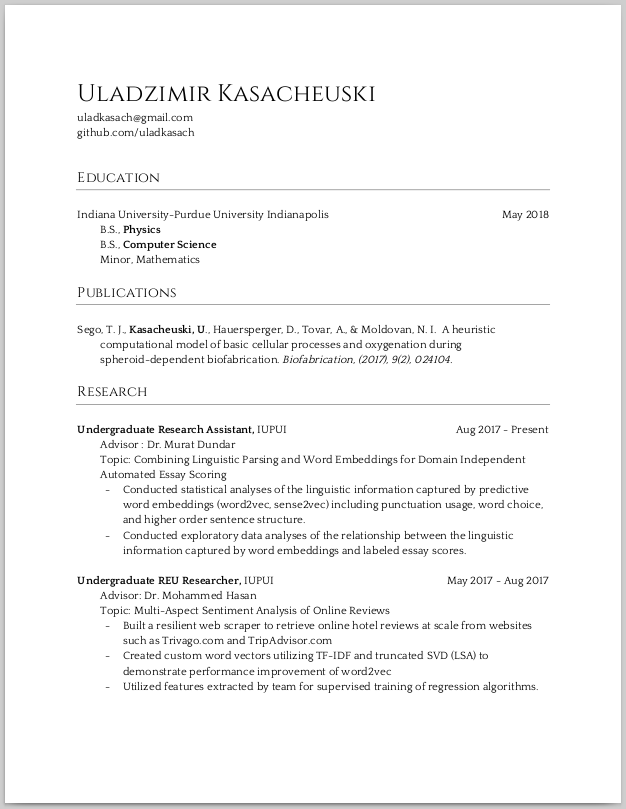 ULADZIMIR KASACHEUSKI
uladkasach@gmail.com
github.com/uladkasach
EDUCATION
Indiana University-Purdue University Indianapolis May 2018
B.S., Physics
B.S., Computer Science
Minor, Mathematics
PUBLICATIONS
Sego, T. J., Kasacheuski, U., Hauersperger, D., Tovar, A., & Moldovan, N. I. A heuristic
computational model of basic cellular processes and oxygenation during
spheroid-dependent biofabrication. Biofabrication, (2017), 9(2), 024104.
RESEARCH
Undergraduate Research Assistant, IUPUI Aug 2017 - Present
Advisor : Dr. Murat Dundar
Topic: Combining Linguistic Parsing and Word Embeddings for Domain Independent
Automated Essay Scoring
- Conducted statistical analyses of the linguistic information captured by predictive
word embeddings (word2vec, sense2vec) including punctuation usage, word choice,
and higher order sentence structure.
- Conducted exploratory data analyses of the relationship between the linguistic
information captured by word embeddings and labeled essay scores.
Undergraduate REU Researcher, IUPUI May 2017 - Aug 2017
Advisor: Dr. Mohammed Hasan
Topic: Multi-Aspect Sentiment Analysis of Online Reviews
- Built a resilient web scraper to retrieve online hotel reviews at scale from websites
such as Trivago.com and TripAdvisor.com
- Created custom word vectors utilizing TF-IDF and truncated SVD (LSA) to
demonstrate performance improvement of word2vec
- Utilized features extracted by team for supervised training of regression algorithms.